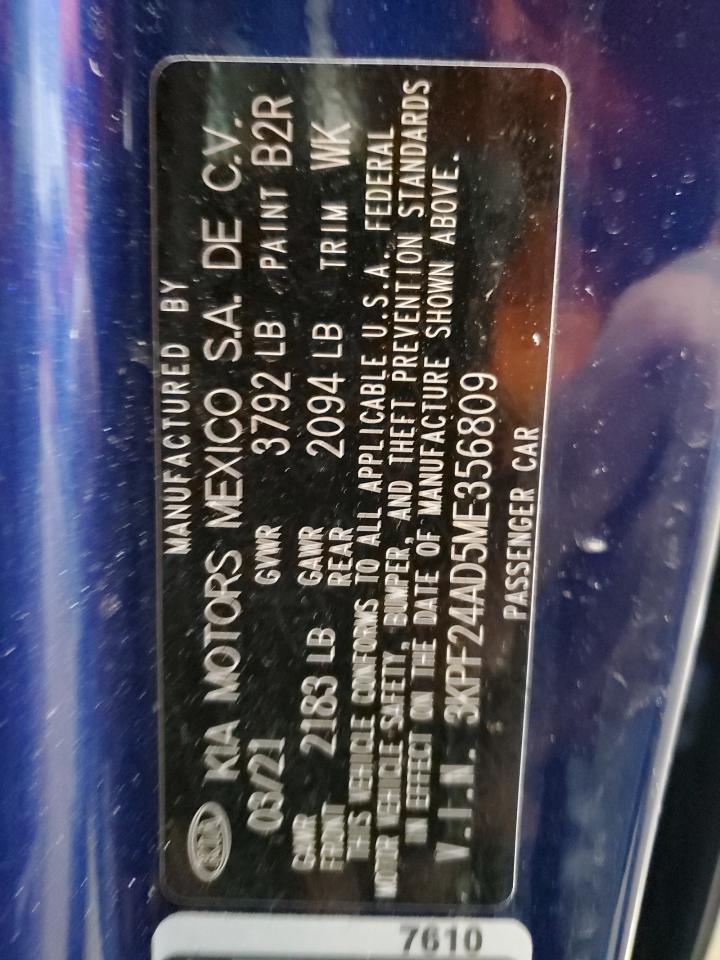 MANUFACTURED BY
KIA MOTORS MEXICO S.A. DE C.V.
03/21 GVWR 3792 LB PAINT B2R
GAWR FRONT 2183 LB GAWR REAR 2094 LB TRIM WK
THIS VEHICLE CONFORMS TO ALL APPLICABLE U.S.A. FEDERAL
MOTOR VEHICLE SAFETY, BUMPER, AND THEFT PREVENTION STANDARDS
IN EFFECT ON THE DATE OF MANUFACTURE SHOWN ABOVE.
V.I.N. 3KPF24AD5ME356809
PASSENGER CAR
7610